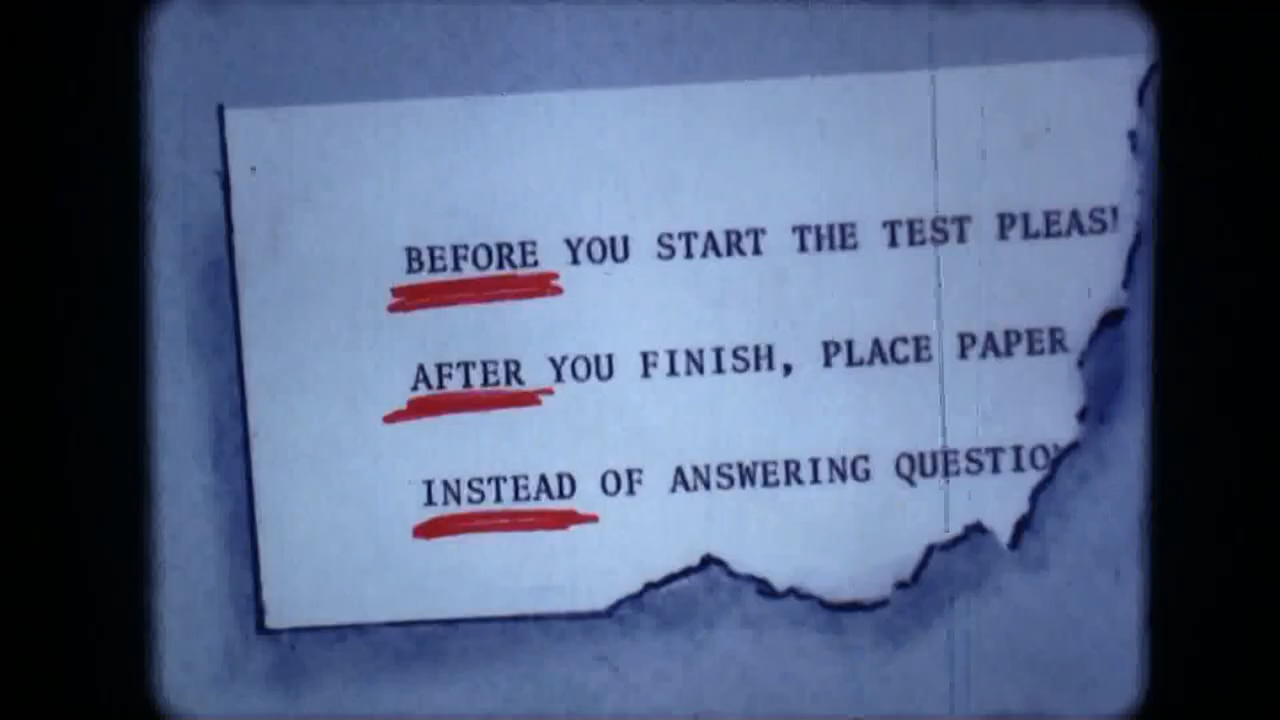 BEFORE YOU START THE TEST PLEAS
AFTER YOU FINISH, PLACE PAPER
INSTEAD OF ANSWERING QUESTIO